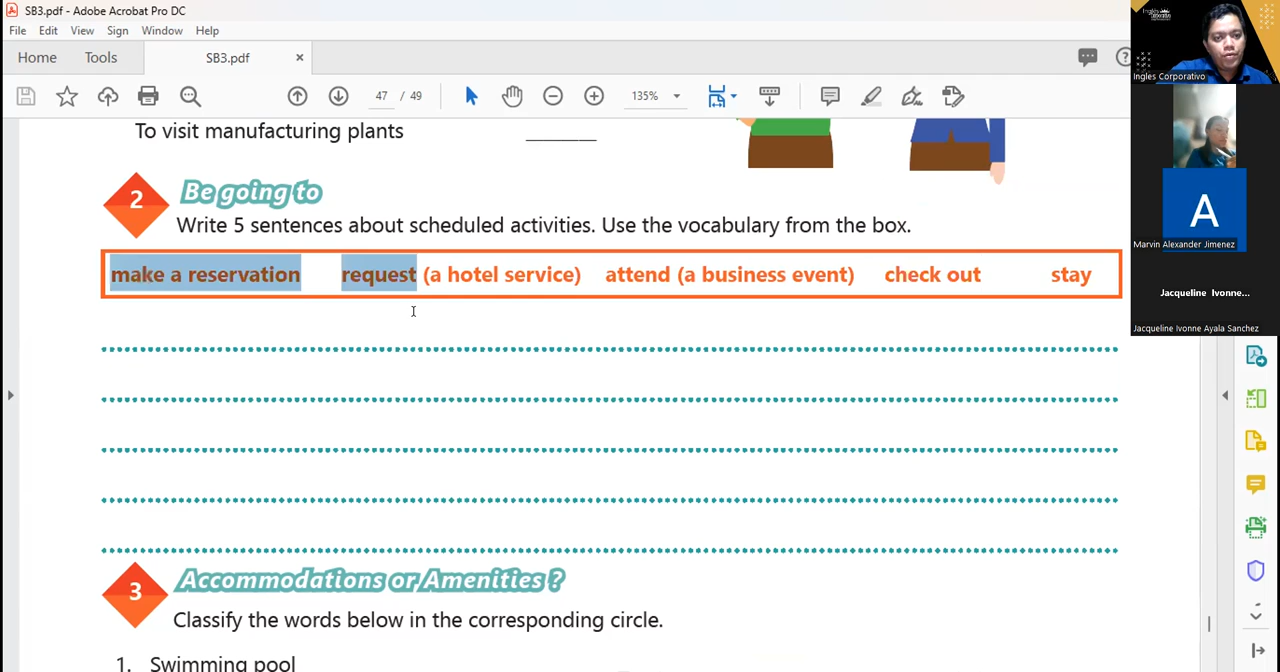 SB3.pdf - Adobe Acrobat Pro DC
File Edit View Sign Window Help
Home Tools SB3.pdf ×
47 / 49 135%
To visit manufacturing plants ________
2 Be going to
Write 5 sentences about scheduled activities. Use the vocabulary from the box.
make a reservation request (a hotel service) attend (a business event) check out stay
3 Accommodations or Amenities ?
Classify the words below in the corresponding circle.
1. Swimming pool
Ingles Corporativo
A
Marvin Alexander Jimenez
Jacqueline Ivonne...
Jacqueline Ivonne Ayala Sanchez